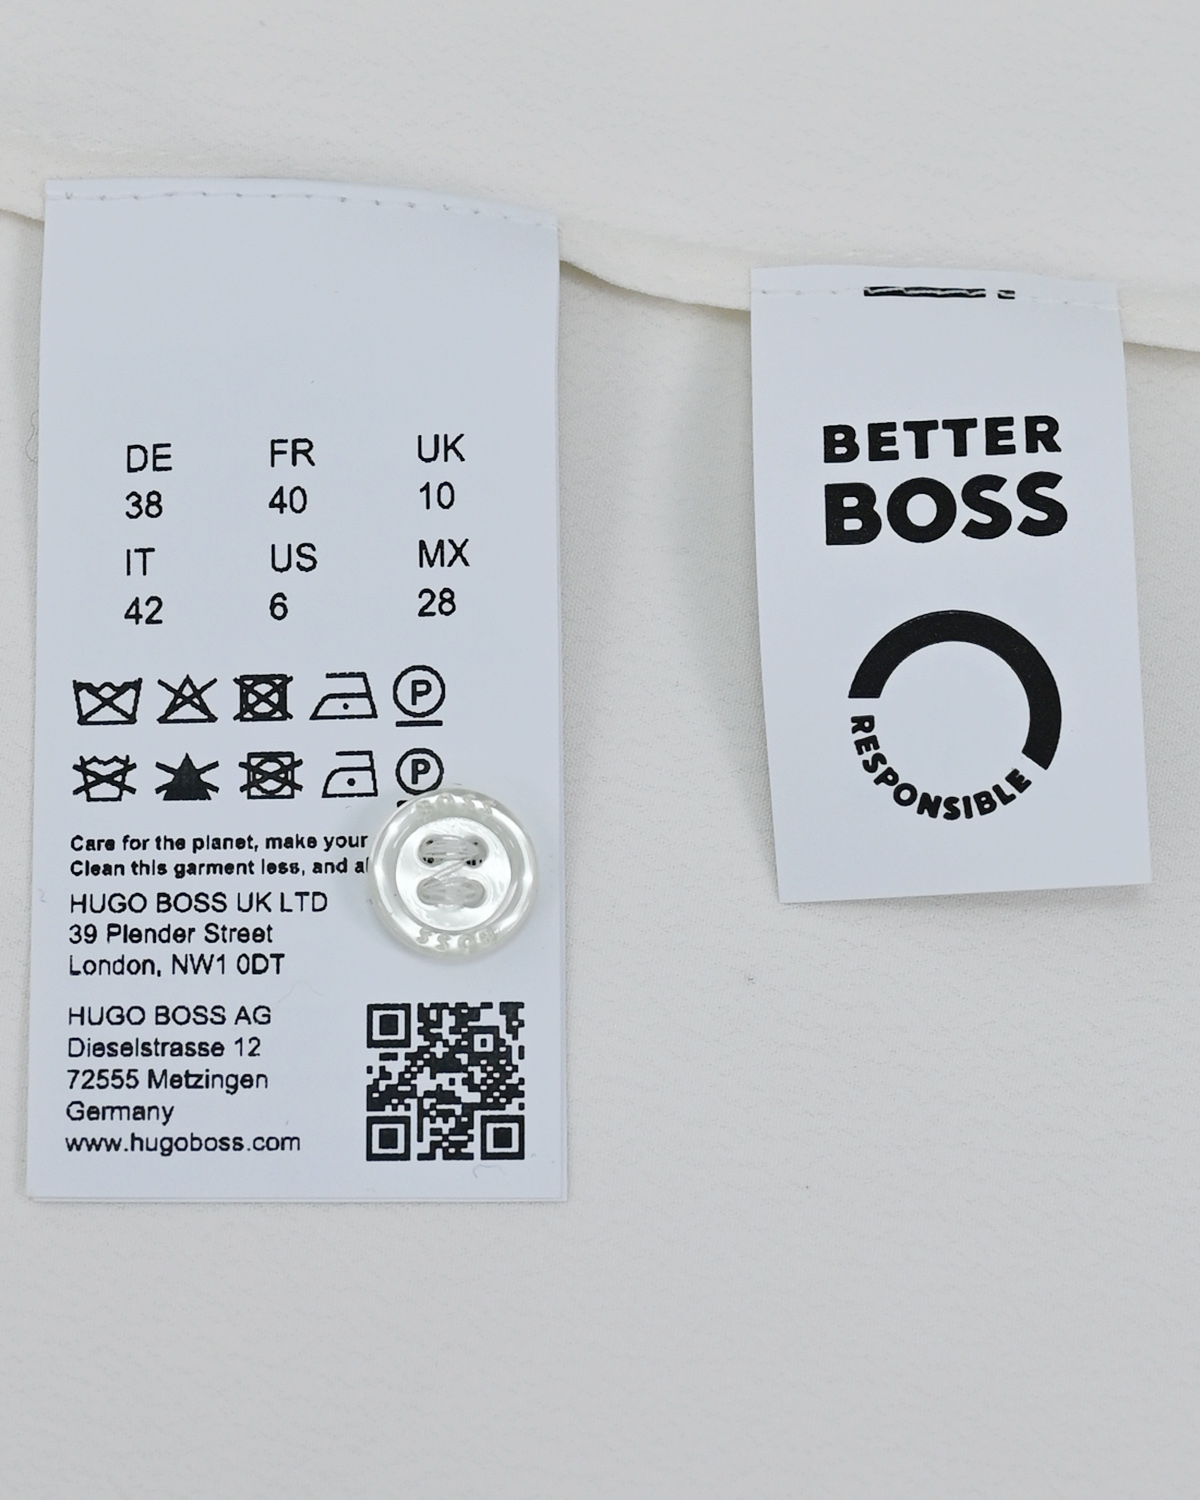 DE FR UK
38 40 10
IT US MX
42 6 28
P
P
Care for the planet, make your
Clean this garment less, and
HUGO BOSS UK LTD
39 Plender Street
London, NW1 0DT
HUGO BOSS AG
Dieselstrasse 12
72555 Metzingen
Germany
www.hugoboss.com
BOSS
BETTER
BOSS
RESPONSIBLE